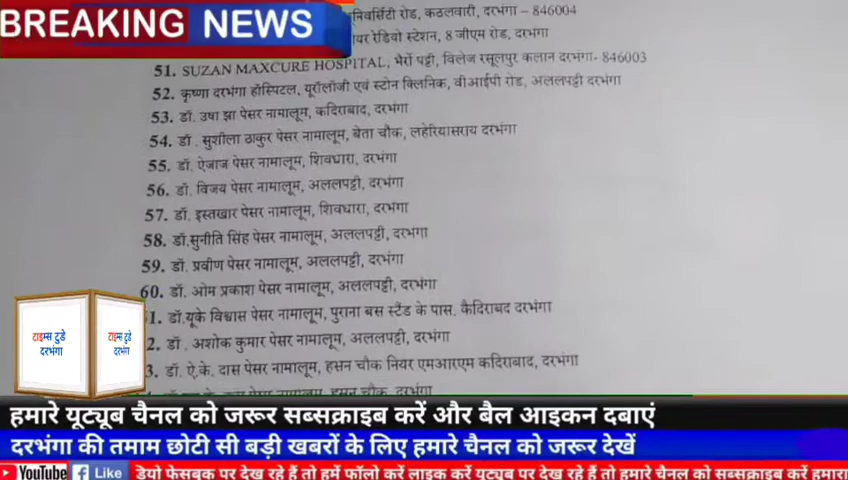 BREAKING NEWS
रोड, कठलवारी, दरभंगा – 846004
रेडियो स्टेशन, 8 जीएम रोड, दरभंगा
51. SUZAN MAXCURE HOSPITAL, भैरों पट्टी, विलेज रसूलपुर कलान दरभंगा- 846003
52. कृष्णा दरभंगा हॉस्पिटल, यूरॉलॉजी एवं स्टोन क्लिनिक, वीआईपी रोड, अललपट्टी दरभंगा
53. डॉ. उषा झा पेसर नामालूम, कदिराबाद, दरभंगा
54. डॉ . सुशीला ठाकुर पेसर नामालूम, बेता चौक, लहेरियासराय दरभंगा
55. डॉ. ऐजाज पेसर नामालूम, शिवधारा, दरभंगा
56. डॉ. विजय पेसर नामालूम, अललपट्टी, दरभंगा
57. डॉ. इस्तखार पेसर नामालूम, शिवधारा, दरभंगा
58. डॉ.सुनीति सिंह पेसर नामालूम, अललपट्टी, दरभंगा
59. डॉ. प्रवीण पेसर नामालूम, अललपट्टी, दरभंगा
60. डॉ. ओम प्रकाश पेसर नामालूम, अललपट्टी, दरभंगा
1. डॉ.यूके विश्वास पेसर नामालूम, पुराना बस स्टैंड के पास. कैदिराबद दरभंगा
2. डॉ . अशोक कुमार पेसर नामालूम, अललपट्टी, दरभंगा
3. डॉ. ऐ.के. दास पेसर नामालूम, हसन चौक नियर एमआरएम कदिराबाद, दरभंगा
पेसर नामालूम, हसन चौक, दरभंगा
टाइम्स टुडे
दरभंगा
टाइम्स टुडे
दरभंगा
हमारे यूट्यूब चैनल को जरूर सब्सक्राइब करें और बैल आइकन दबाएं
दरभंगा की तमाम छोटी सी बड़ी खबरों के लिए हमारे चैनल को जरूर देखें
YouTube f Like डेयो फेसबुक पर देख रहे हैं तो हमें फॉलो करें लाइक करें यूट्यूब पर देख रहे हैं तो हमारे चैनल को सब्सक्राइब करें हमारा